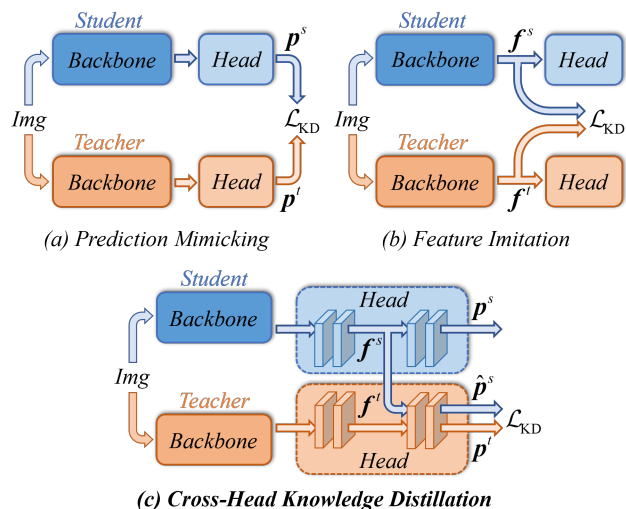 Student
Backbone
Head
p^s
Img
L_KD
Teacher
Backbone
Head
p^t
(a) Prediction Mimicking
Student
Backbone
f^s
Head
Img
L_KD
Teacher
Backbone
f^t
Head
(b) Feature Imitation
Student
Backbone
Head
f^s
p^s
Img
Teacher
Backbone
f^t
Head
p̂^s
L_KD
p^t
(c) Cross-Head Knowledge Distillation